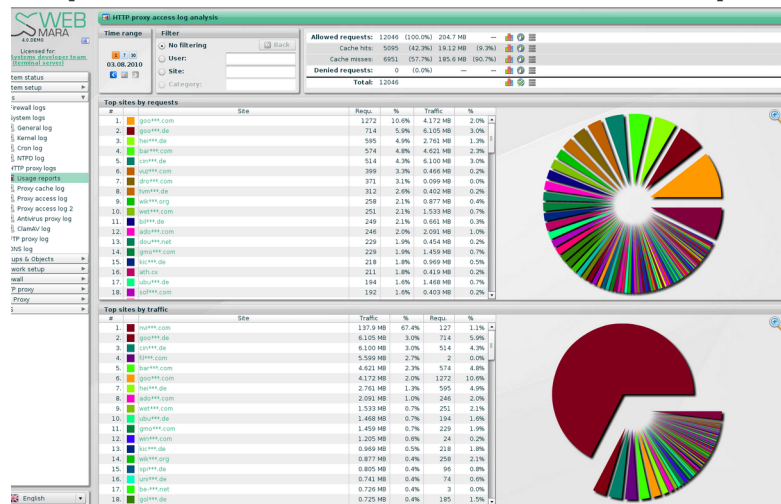 WEB
MARA
4.0.DEMO
Licensed for:
Systems developer team
(terminal server)
tem status
tem setup
s
irewall logs
ystem logs
General log
Kernel log
Cron log
NTPD log
HTTP proxy logs
Usage reports
Proxy cache log
Proxy access log
Proxy access log 2
Antivirus proxy log
ClamAV log
TP proxy log
DNS log
ups & Objects
work setup
wall
P proxy
Proxy
S
English
HTTP proxy access log analysis
Time range
1 7 30
03.08.2010
Filter
No filtering
Back
User:
Site:
Category:
Allowed requests: 12046 (100.0%) 204.7 MB —
Cache hits: 5095 (42.3%) 19.12 MB (9.3%)
Cache misses: 6951 (57.7%) 185.6 MB (90.7%)
Denied requests: 0 (0.0%) — —
Total: 12046
Top sites by requests
# Site Requ. % Traffic %
1. goo***.com 1272 10.6% 4.172 MB 2.0%
2. goo***.de 714 5.9% 6.105 MB 3.0%
3. hei***.de 595 4.9% 2.761 MB 1.3%
4. bar***.com 574 4.8% 4.621 MB 2.3%
5. cin***.de 514 4.3% 6.100 MB 3.0%
6. vuz***.com 399 3.3% 0.466 MB 0.2%
7. dro***.com 371 3.1% 0.099 MB 0.0%
8. tvm***.de 312 2.6% 0.402 MB 0.2%
9. wik***.org 258 2.1% 0.877 MB 0.4%
10. wet***.com 251 2.1% 1.533 MB 0.7%
11. bil***.de 249 2.1% 0.661 MB 0.3%
12. ado***.com 246 2.0% 2.091 MB 1.0%
13. dou***.net 229 1.9% 0.454 MB 0.2%
14. gmo***.com 229 1.9% 1.459 MB 0.7%
15. kic***.de 218 1.8% 0.969 MB 0.5%
16. ath.cx 211 1.8% 0.419 MB 0.2%
17. ubu***.de 194 1.6% 1.468 MB 0.7%
18. sof***.com 192 1.6% 0.403 MB 0.2%
Top sites by traffic
# Site Traffic % Requ. %
1. nvi***.com 137.9 MB 67.4% 127 1.1%
2. goo***.de 6.105 MB 3.0% 714 5.9%
3. cin***.de 6.100 MB 3.0% 514 4.3%
4. fil***.com 5.599 MB 2.7% 2 0.0%
5. bar***.com 4.621 MB 2.3% 574 4.8%
6. goo***.com 4.172 MB 2.0% 1272 10.6%
7. hei***.de 2.761 MB 1.3% 595 4.9%
8. ado***.com 2.091 MB 1.0% 246 2.0%
9. wet***.com 1.533 MB 0.7% 251 2.1%
10. ubu***.de 1.468 MB 0.7% 194 1.6%
11. gmo***.com 1.459 MB 0.7% 229 1.9%
12. win***.com 1.205 MB 0.6% 24 0.2%
13. kic***.de 0.969 MB 0.5% 218 1.8%
14. wik***.org 0.877 MB 0.4% 258 2.1%
15. spi***.de 0.805 MB 0.4% 96 0.8%
16. uni***.de 0.741 MB 0.4% 74 0.6%
17. be-***.net 0.726 MB 0.4% 3 0.0%
18. gol***.de 0.725 MB 0.4% 185 1.5%